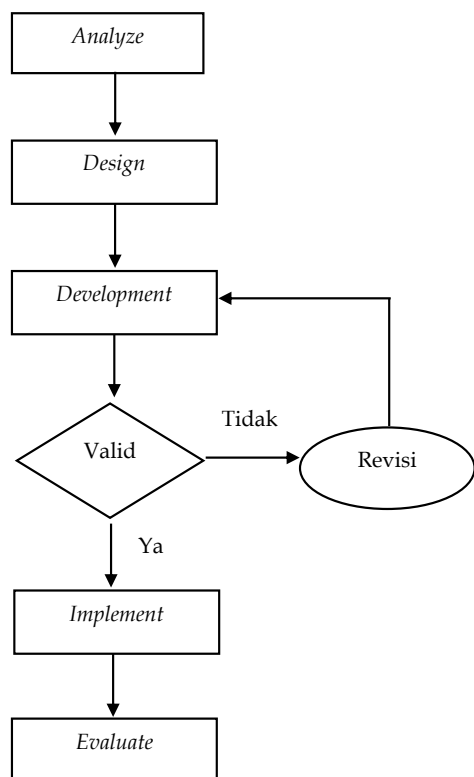 Analyze
Design
Development
Tidak
Valid
Revisi
Ya
Implement
Evaluate